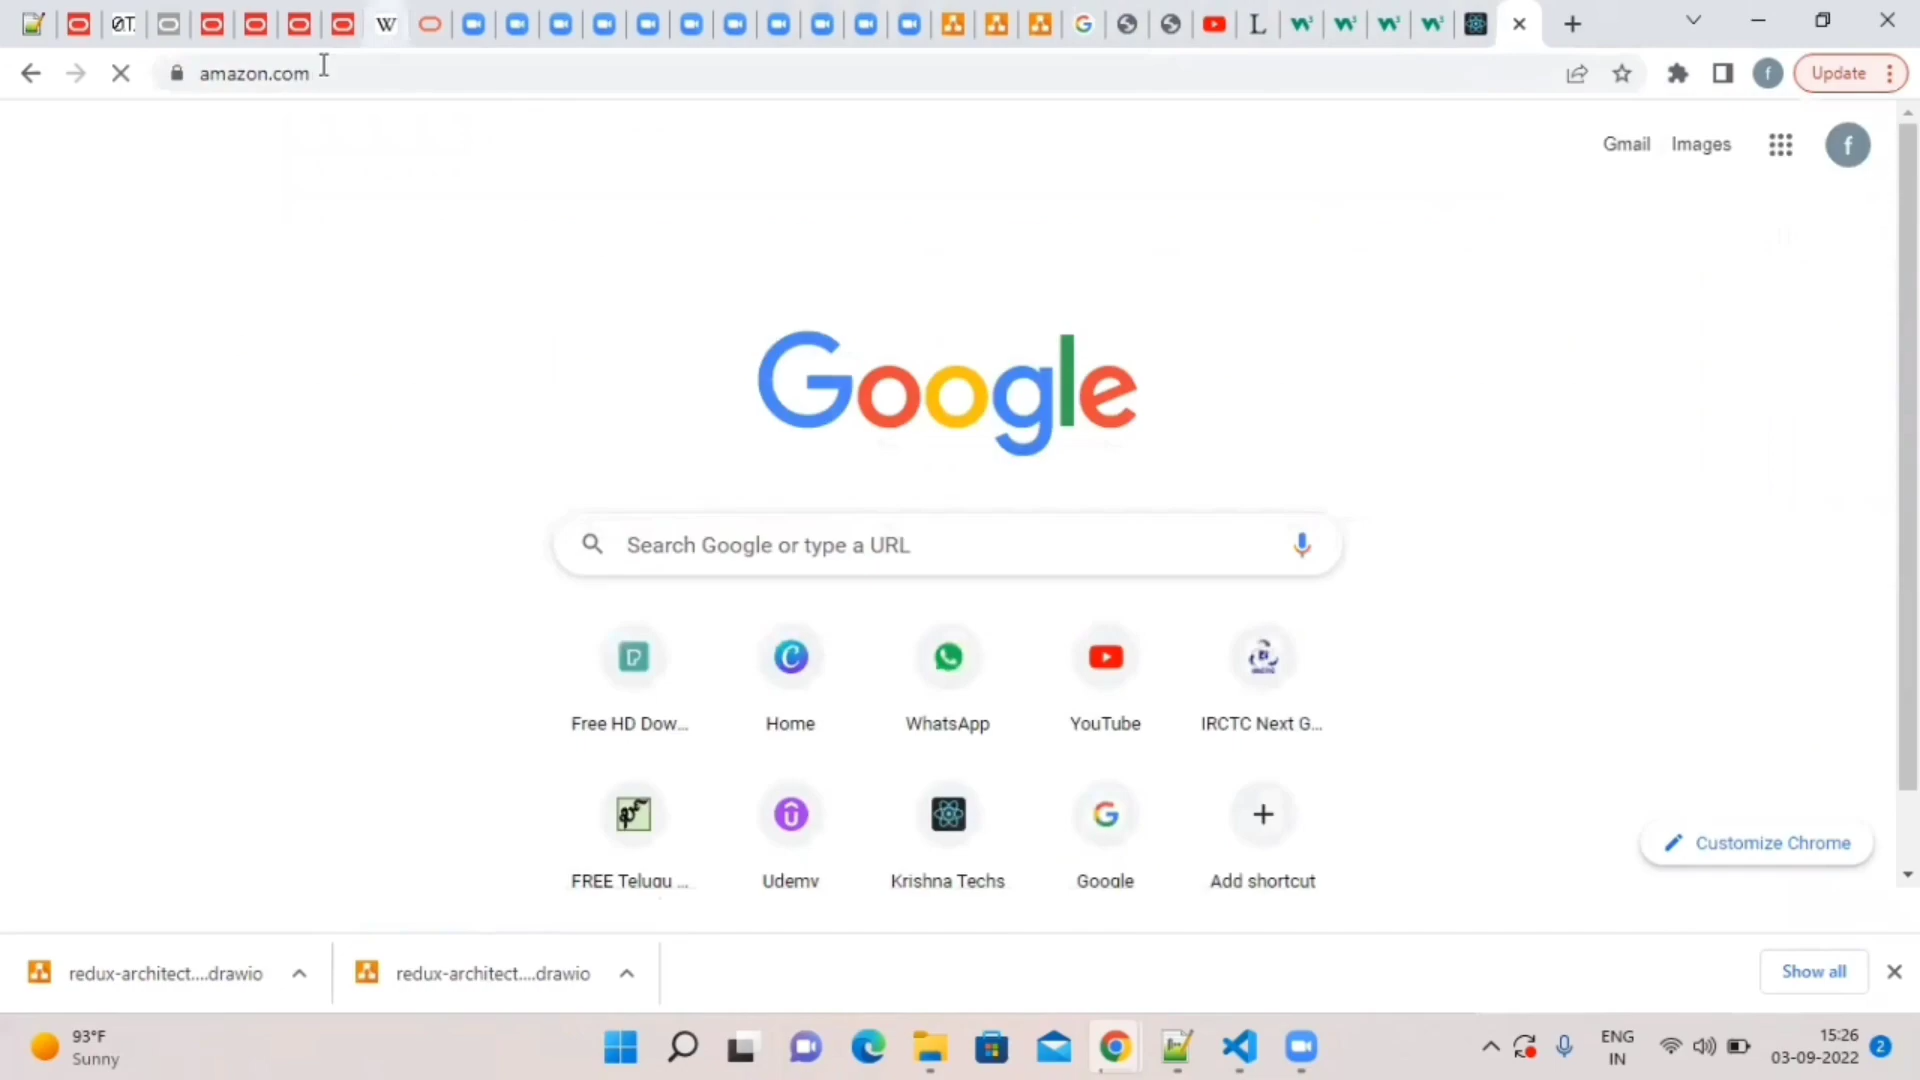 amazon.com
Update
Gmail Images
f
Google
Search Google or type a URL
Free HD Dow...
Home
WhatsApp
YouTube
IRCTC Next G...
FREE Telugu ...
Udemy
Krishna Techs
Google
Add shortcut
Customize Chrome
redux-architect....drawio
redux-architect....drawio
Show all
93°F
Sunny
ENG
IN
15:26
03-09-2022
2